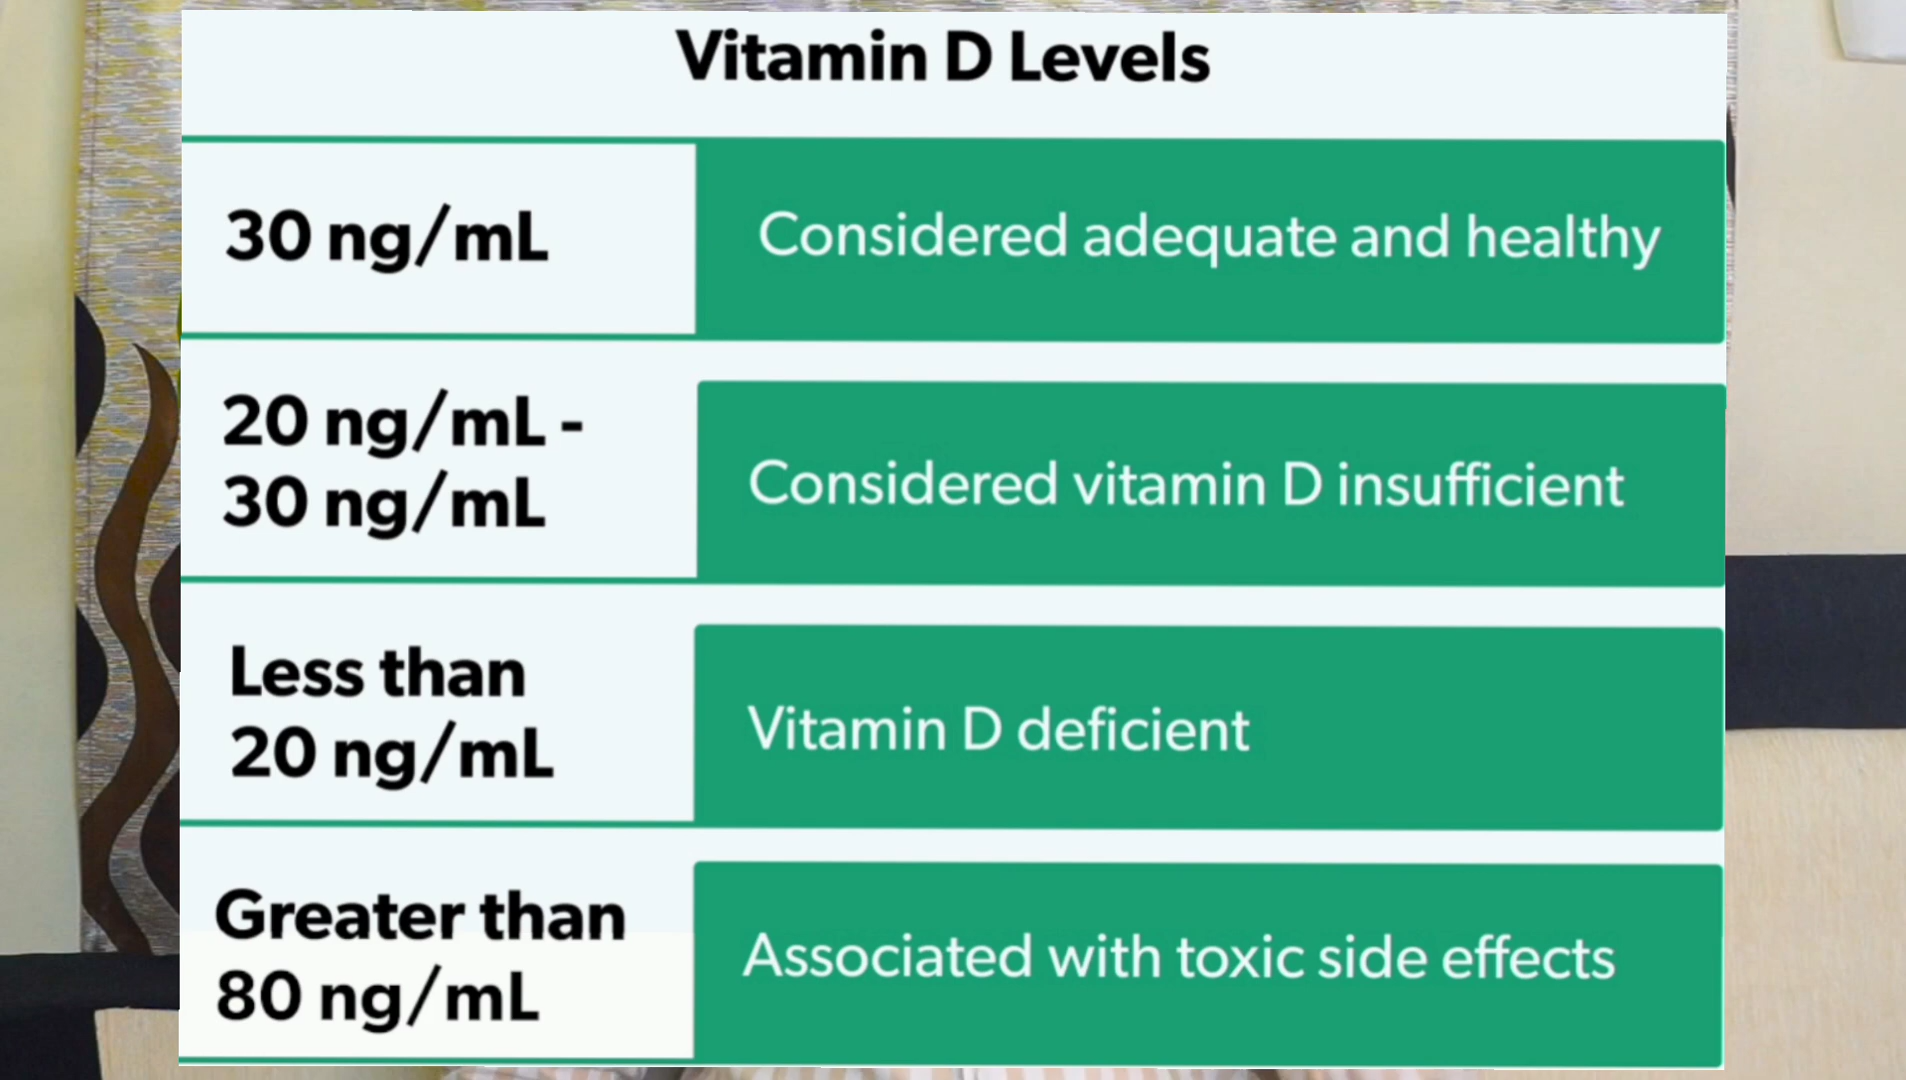 Vitamin D Levels
30 ng/mL
Considered adequate and healthy
20 ng/mL -
30 ng/mL
Considered vitamin D insufficient
Less than
20 ng/mL
Vitamin D deficient
Greater than
80 ng/mL
Associated with toxic side effects